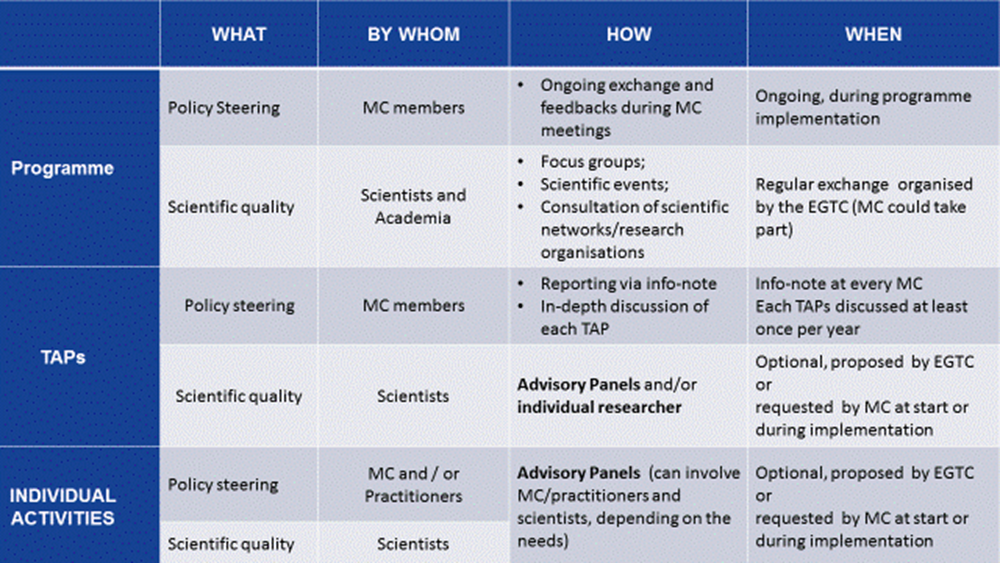 WHAT
BY WHOM
HOW
WHEN
Programme
Policy Steering
MC members
• Ongoing exchange and
feedbacks during MC
meetings
Ongoing, during programme
implementation
Scientific quality
Scientists and
Academia
• Focus groups;
• Scientific events;
• Consultation of scientific
networks/research
organisations
Regular exchange organised
by the EGTC (MC could take
part)
TAPs
Policy steering
MC members
• Reporting via info-note
• In-depth discussion of
each TAP
Info-note at every MC
Each TAPs discussed at least
once per year
Scientific quality
Scientists
Advisory Panels and/or
individual researcher
Optional, proposed by EGTC
or
requested by MC at start or
during implementation
INDIVIDUAL
ACTIVITIES
Policy steering
MC and / or
Practitioners
Advisory Panels (can involve
MC/practitioners and
scientists, depending on the
needs)
Optional, proposed by EGTC
or
requested by MC at start or
during implementation
Scientific quality
Scientists